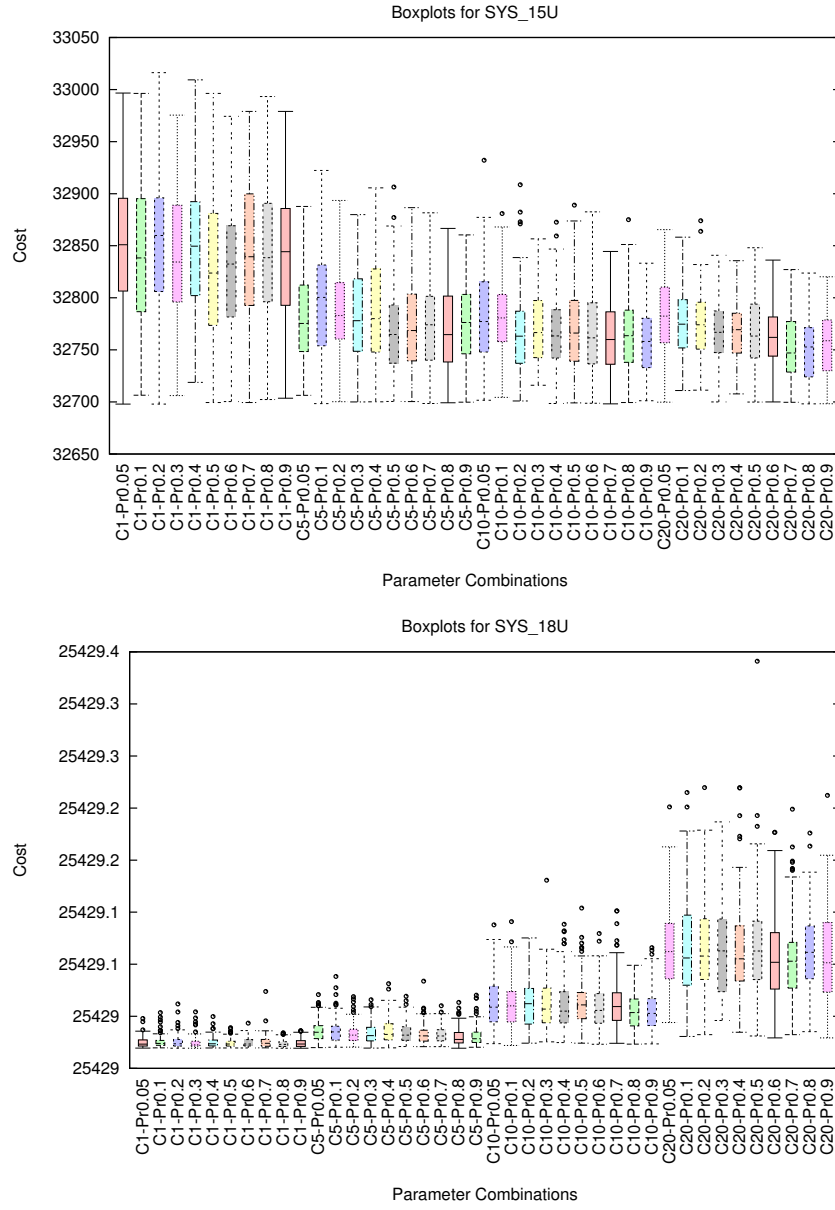 Boxplots for SYS_15U
33050
33000
32950
32900
32850
32800
32750
32700
32650
Cost
C1-Pr0.05
C1-Pr0.1
C1-Pr0.2
C1-Pr0.3
C1-Pr0.4
C1-Pr0.5
C1-Pr0.6
C1-Pr0.7
C1-Pr0.8
C1-Pr0.9
C5-Pr0.05
C5-Pr0.1
C5-Pr0.2
C5-Pr0.3
C5-Pr0.4
C5-Pr0.5
C5-Pr0.6
C5-Pr0.7
C5-Pr0.8
C5-Pr0.9
C10-Pr0.05
C10-Pr0.1
C10-Pr0.2
C10-Pr0.3
C10-Pr0.4
C10-Pr0.5
C10-Pr0.6
C10-Pr0.7
C10-Pr0.8
C10-Pr0.9
C20-Pr0.05
C20-Pr0.1
C20-Pr0.2
C20-Pr0.4
C20-Pr0.5
C20-Pr0.6
C20-Pr0.7
C20-Pr0.8
C20-Pr0.9
Parameter Combinations
Boxplots for SYS_18U
25429.4
25429.3
25429.3
25429.2
25429.2
25429.1
25429.1
25429
25429
Cost
C1-Pr0.05
C1-Pr0.1
C1-Pr0.2
C1-Pr0.3
C1-Pr0.4
C1-Pr0.5
C1-Pr0.6
C1-Pr0.7
C1-Pr0.8
C1-Pr0.9
C5-Pr0.05
C5-Pr0.1
C5-Pr0.2
C5-Pr0.3
C5-Pr0.4
C5-Pr0.5
C5-Pr0.6
C5-Pr0.7
C5-Pr0.8
C5-Pr0.9
C10-Pr0.05
C10-Pr0.1
C10-Pr0.2
C10-Pr0.3
C10-Pr0.4
C10-Pr0.5
C10-Pr0.6
C10-Pr0.7
C10-Pr0.8
C10-Pr0.9
C20-Pr0.05
C20-Pr0.1
C20-Pr0.2
C20-Pr0.3
C20-Pr0.4
C20-Pr0.5
C20-Pr0.6
C20-Pr0.7
C20-Pr0.8
C20-Pr0.9
Parameter Combinations